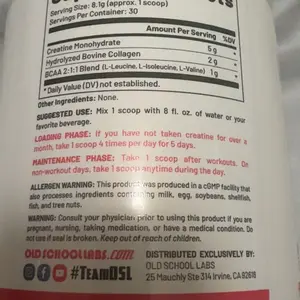 Serving Size: 8.1g (approx. 1 scoop)
Servings Per Container: 30
Amount Per Serving %DV
Creatine Monohydrate 5 g *
Hydrolyzed Bovine Collagen 2 g *
BCAA 2:1:1 Blend (L-Leucine, L-Isoleucine, L-Valine) 1 g *
* Daily Value (DV) not established.
Other Ingredients: None.
SUGGESTED USE: Mix 1 scoop with 8 fl. oz. of water or your
favorite beverage.
LOADING PHASE: If you have not taken creatine for over a
month, take 1 scoop 4 times per day for 5 days.
MAINTENANCE PHASE: Take 1 scoop after workouts. On
non-workout days, take 1 scoop anytime during the day.
ALLERGEN WARNING: This product was produced in a cGMP facility that
also processes ingredients containing milk, egg, soybeans, shellfish,
fish, and tree nuts.
WARNING: Consult your physician prior to using this product if you are
pregnant, nursing, taking medication, or have a medical condition. Do
not use if seal is broken. Keep out of reach of children.
OLDSCHOOLLABS.COM
#TEAMOSL
DISTRIBUTED EXCLUSIVELY BY:
OLD SCHOOL LABS
25 Mauchly Ste 314 Irvine, CA 92618